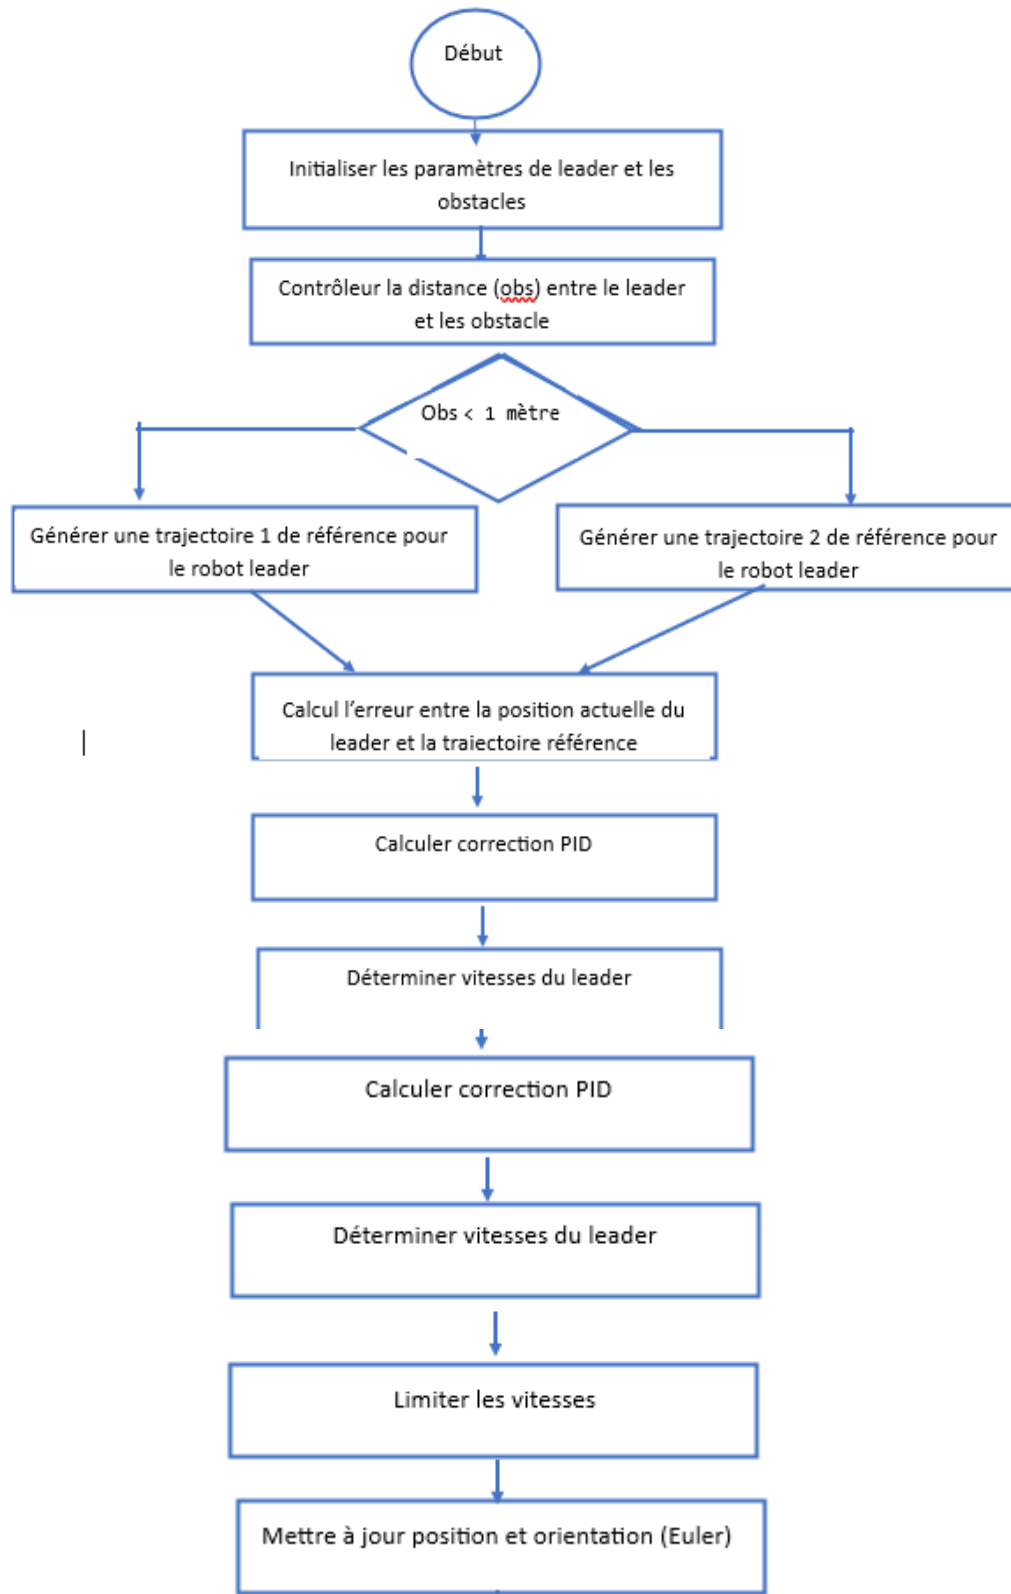 Début
Initialiser les paramètres de leader et les
obstacles
Contrôleur la distance (obs) entre le leader
et les obstacle
Obs < 1 mètre
Générer une trajectoire 1 de référence pour
le robot leader
Générer une trajectoire 2 de référence pour
le robot leader
Calcul l’erreur entre la position actuelle du
leader et la trajectoire référence
Calculer correction PID
Déterminer vitesses du leader
Calculer correction PID
Déterminer vitesses du leader
Limiter les vitesses
Mettre à jour position et orientation (Euler)